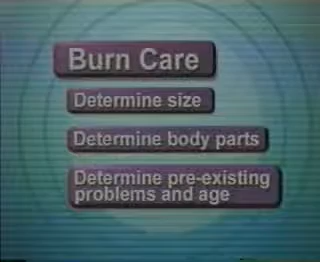 Burn Care
Determine size
Determine body parts
Determine pre-existing
problems and age